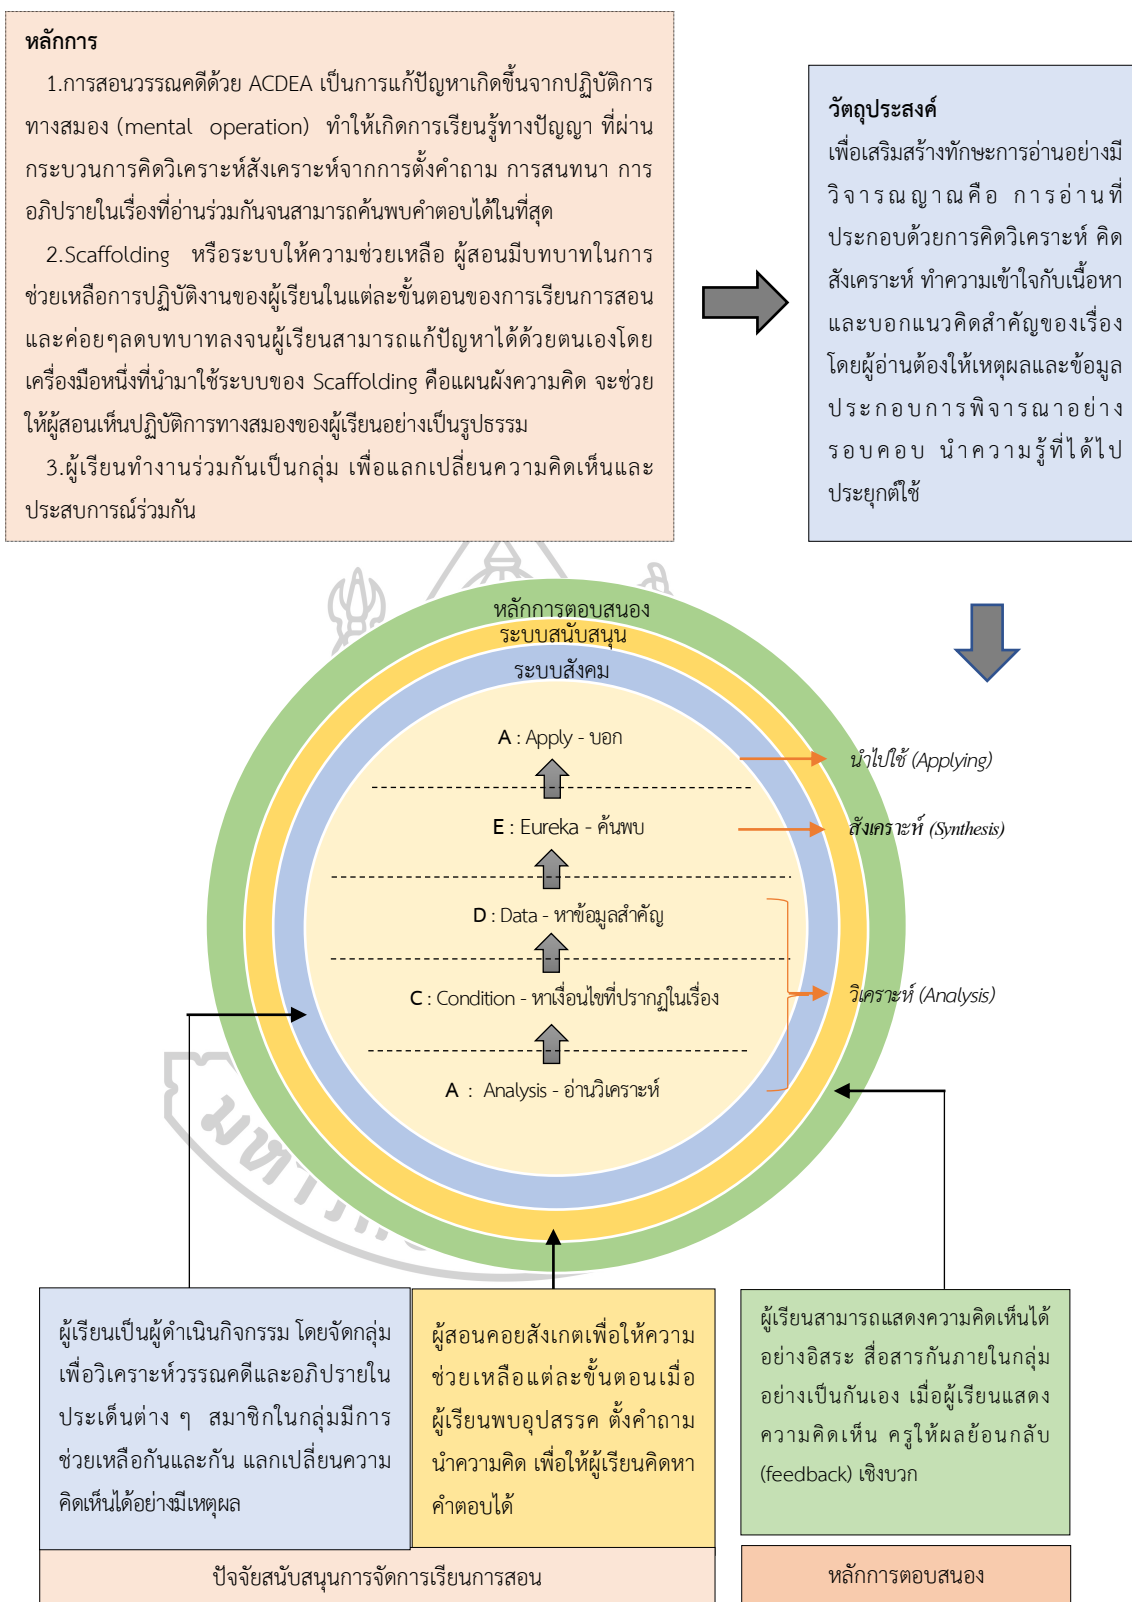 หลักการ
1.การสอนวรรณคดีด้วย ACDEA เป็นการแก้ปัญหาเกิดขึ้นจากปฏิบัติการ
ทางสมอง (mental operation) ทำให้เกิดการเรียนรู้ทางปัญญา ที่ผ่าน
กระบวนการคิดวิเคราะห์สังเคราะห์จากการตั้งคำถาม การสนทนา การ
อภิปรายในเรื่องที่อ่านร่วมกันจนสามารถค้นพบคำตอบได้ในที่สุด
2.Scaffolding หรือระบบให้ความช่วยเหลือ ผู้สอนมีบทบาทในการ
ช่วยเหลือการปฏิบัติงานของผู้เรียนในแต่ละขั้นตอนของการเรียนการสอน
และค่อยๆลดบทบาทลงจนผู้เรียนสามารถแก้ปัญหาได้ด้วยตนเองโดย
เครื่องมือหนึ่งที่นำมาใช้ระบบของ Scaffolding คือแผนผังความคิด จะช่วย
ให้ผู้สอนเห็นปฏิบัติการทางสมองของผู้เรียนอย่างเป็นรูปธรรม
3.ผู้เรียนทำงานร่วมกันเป็นกลุ่ม เพื่อแลกเปลี่ยนความคิดเห็นและ
ประสบการณ์ร่วมกัน
วัตถุประสงค์
เพื่อเสริมสร้างทักษะการอ่านอย่างมี
วิจารณญาณคือ การอ่านที่
ประกอบด้วยการคิดวิเคราะห์ คิด
สังเคราะห์ ทำความเข้าใจกับเนื้อหา
และบอกแนวคิดสำคัญของเรื่อง
โดยผู้อ่านต้องให้เหตุผลและข้อมูล
ประกอบการพิจารณาอย่าง
รอบคอบ นำความรู้ที่ได้ไป
ประยุกต์ใช้
หลักการตอบสนอง
ระบบสนับสนุน
ระบบสังคม
A : Apply - บอก
นำไปใช้ (Applying)
E : Eureka - ค้นพบ
สังเคราะห์ (Synthesis)
D : Data - หาข้อมูลสำคัญ
C : Condition - หาเงื่อนไขที่ปรากฏในเรื่อง
วิเคราะห์ (Analysis)
A : Analysis - อ่านวิเคราะห์
ผู้เรียนเป็นผู้ดำเนินกิจกรรม โดยจัดกลุ่ม
เพื่อวิเคราะห์วรรณคดีและอภิปรายใน
ประเด็นต่าง ๆ สมาชิกในกลุ่มมีการ
ช่วยเหลือกันและกัน แลกเปลี่ยนความ
คิดเห็นได้อย่างมีเหตุผล
ผู้สอนคอยสังเกตเพื่อให้ความ
ช่วยเหลือแต่ละขั้นตอนเมื่อ
ผู้เรียนพบอุปสรรค ตั้งคำถาม
นำความคิด เพื่อให้ผู้เรียนคิดหา
คำตอบได้
ผู้เรียนสามารถแสดงความคิดเห็นได้
อย่างอิสระ สื่อสารกันภายในกลุ่ม
อย่างเป็นกันเอง เมื่อผู้เรียนแสดง
ความคิดเห็น ครูให้ผลย้อนกลับ
(feedback) เชิงบวก
ปัจจัยสนับสนุนการจัดการเรียนการสอน
หลักการตอบสนอง